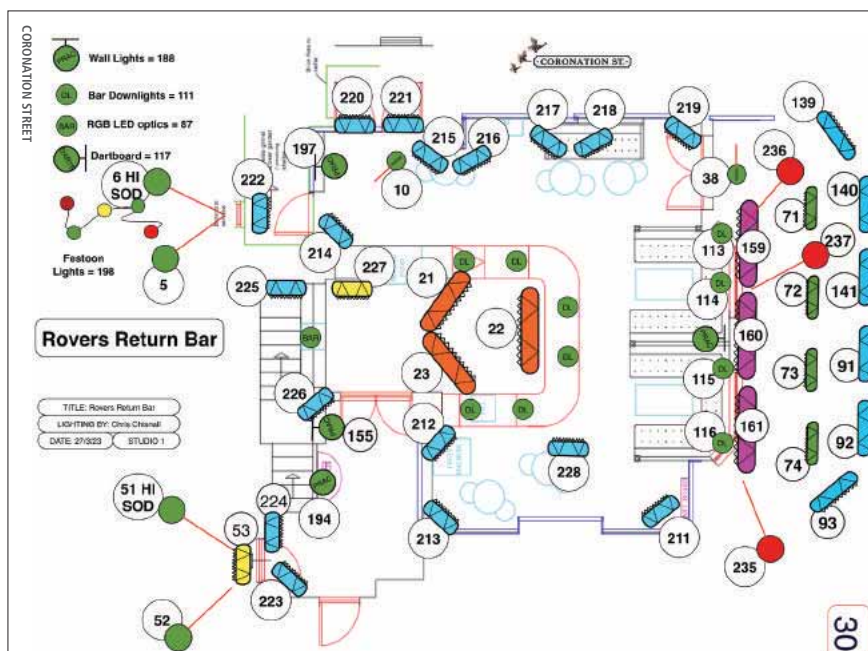 CORONATION STREET
PRAC
Wall Lights = 188
DL
Bar Downlights = 111
BAR
RGB LED optics = 87
Dartboard = 117
6 HI
SOD
Festoon
Lights = 198
5
Rovers Return Bar
TITLE: Rovers Return Bar
LIGHTING BY: Chris Chisnall
DATE: 27/3/23
STUDIO 1
51 HI
SOD
52
53
CORONATION ST.
220
221
215
216
217
218
219
139
197
10
38
236
140
222
214
71
237
113
159
225
227
21
DL
DL
DL
114
DL
72
141
22
DL
160
BAR
PRAC
23
DL
73
91
115
DL
226
DL
DL
155
212
116
DL
161
74
92
228
PRAC
194
224
213
211
93
223
235
30